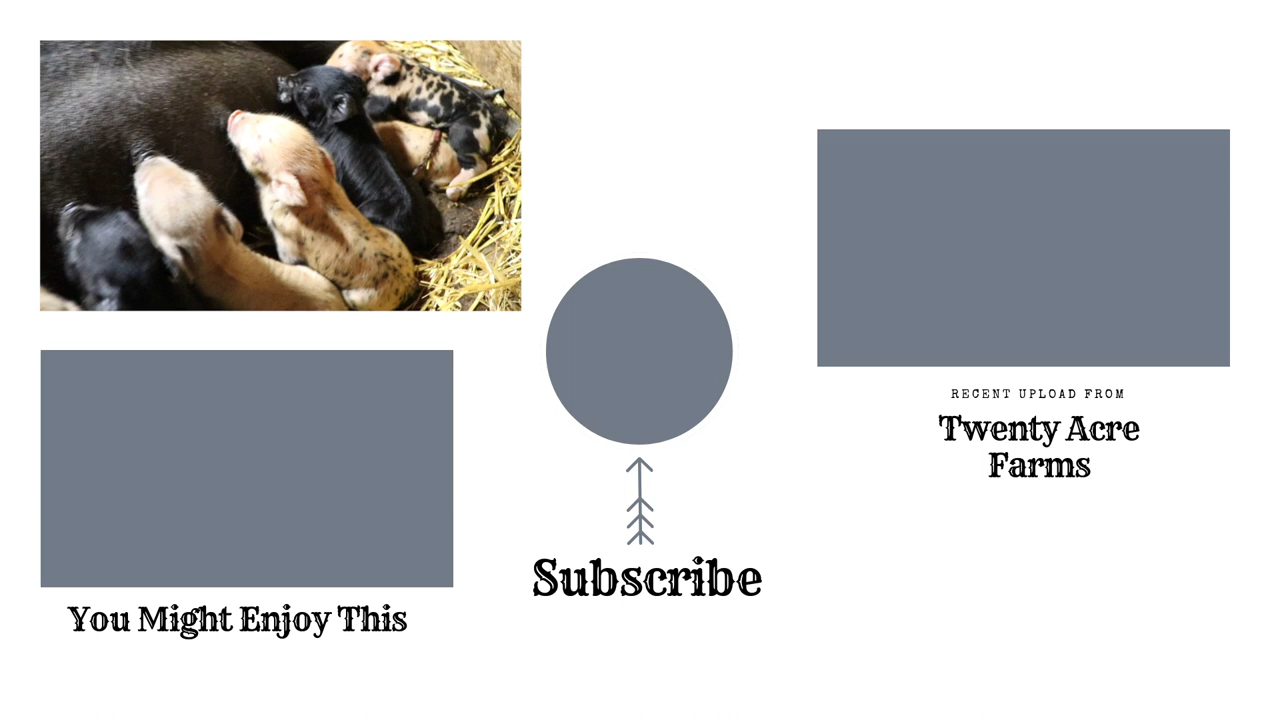 RECENT UPLOAD FROM
Twenty Acre
Farms
Subscribe
You Might Enjoy This